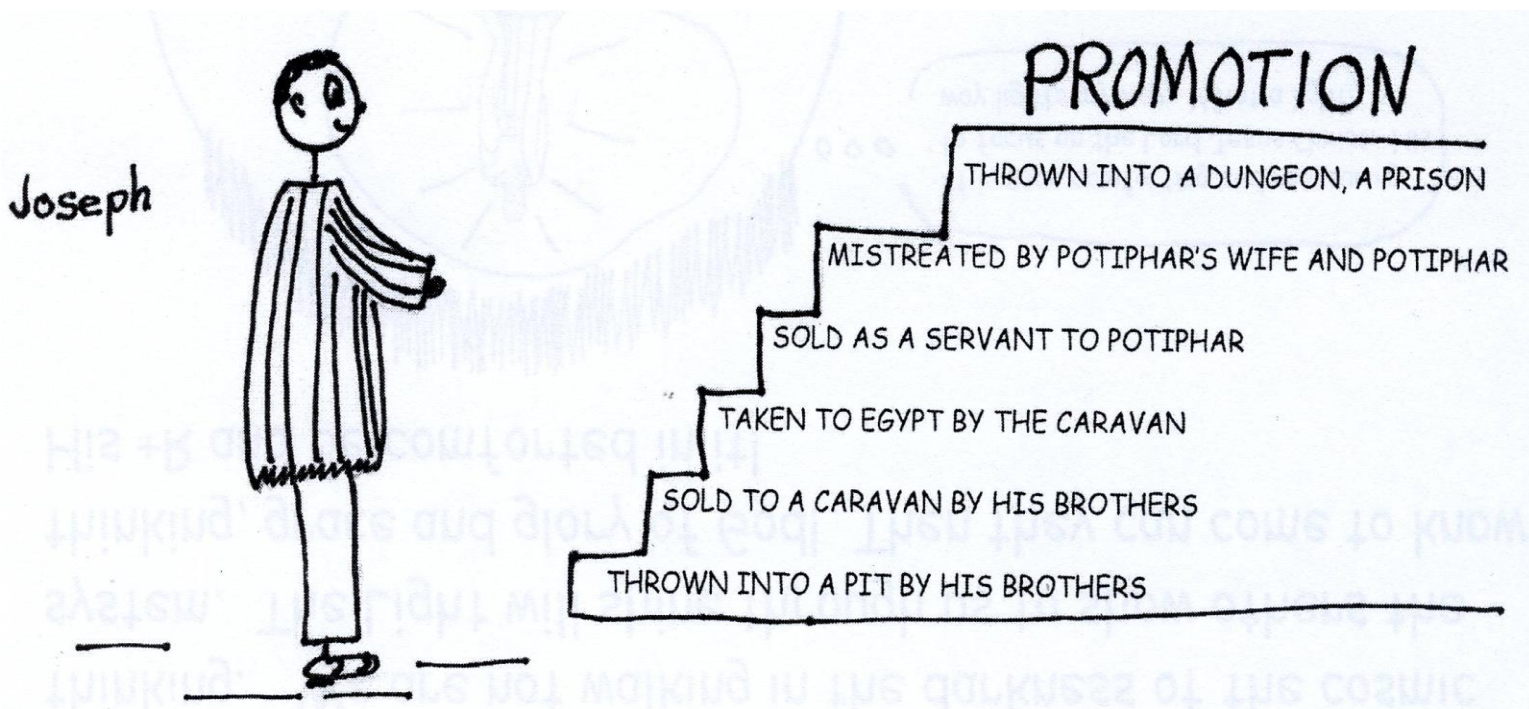 PROMOTION
Joseph
THROWN INTO A DUNGEON, A PRISON
MISTREATED BY POTIPHAR'S WIFE AND POTIPHAR
SOLD AS A SERVANT TO POTIPHAR
TAKEN TO EGYPT BY THE CARAVAN
SOLD TO A CARAVAN BY HIS BROTHERS
THROWN INTO A PIT BY HIS BROTHERS